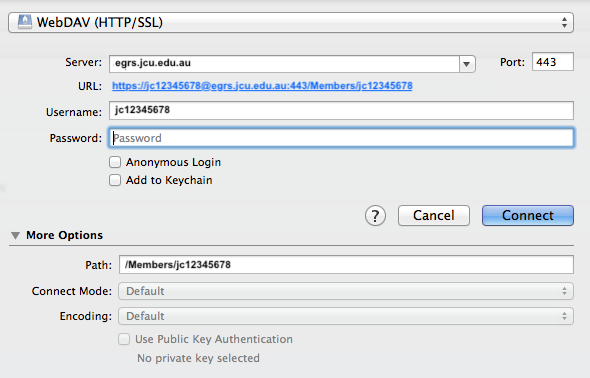 WebDAV (HTTP/SSL)
Server: egrs.jcu.edu.au Port: 443
URL: https://jc12345678@egrs.jcu.edu.au:443/Members/jc12345678
Username: jc12345678
Password: Password
Anonymous Login
Add to Keychain
? Cancel Connect
More Options
Path: /Members/jc12345678
Connect Mode: Default
Encoding: Default
Use Public Key Authentication
No private key selected